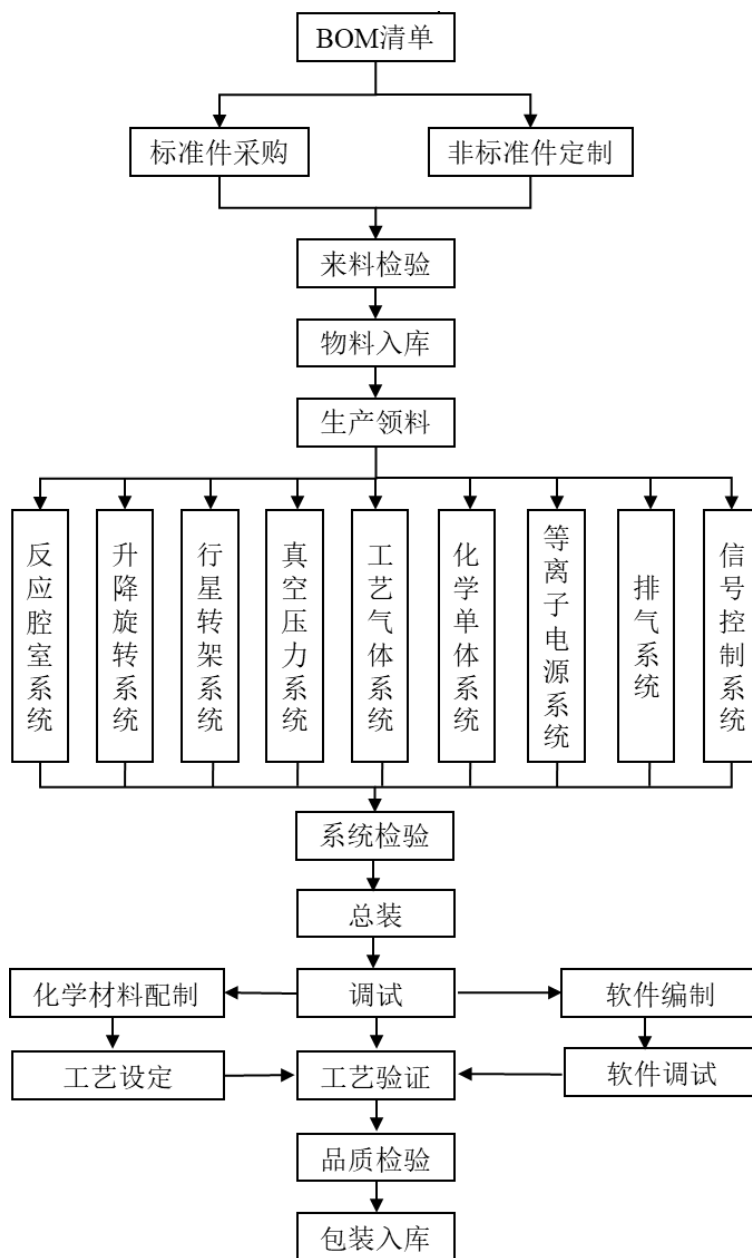 BOM清单
标准件采购
非标准件定制
来料检验
物料入库
生产领料
反应腔室系统
升降旋转系统
行星转架系统
真空压力系统
工艺气体系统
化学单体系统
等离子电源系统
排气系统
信号控制系统
系统检验
总装
化学材料配制
调试
软件编制
工艺设定
工艺验证
软件调试
品质检验
包装入库